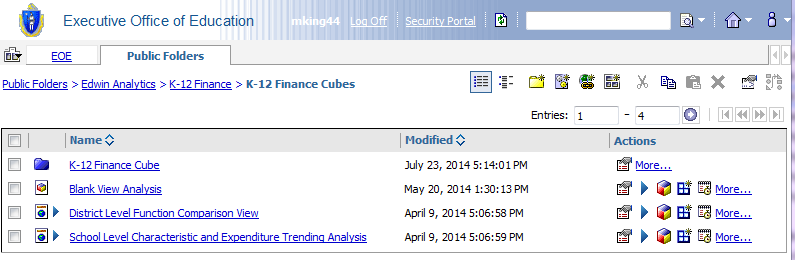 Executive Office of Education mking44 Log Off Security Portal
EOE Public Folders
Public Folders > Edwin Analytics > K-12 Finance > K-12 Finance Cubes
Entries: 1 - 4
Name Modified Actions
K-12 Finance Cube July 23, 2014 5:14:01 PM More...
Blank View Analysis May 20, 2014 1:30:13 PM More...
District Level Function Comparison View April 9, 2014 5:06:58 PM More...
School Level Characteristic and Expenditure Trending Analysis April 9, 2014 5:06:59 PM More...